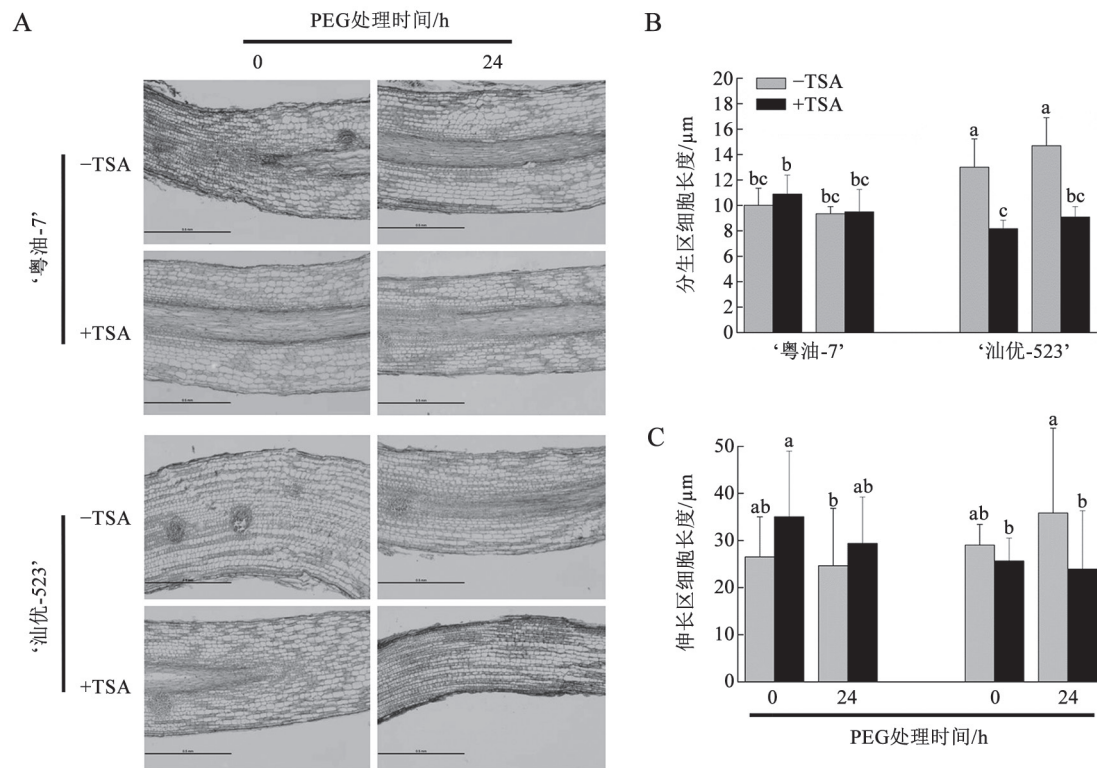 A
PEG处理时间/h
0
24
−TSA
‘粤油-7’
+TSA
−TSA
‘汕优-523’
+TSA
B
分生区细胞长度/μm
20
18
16
14
12
10
8
6
4
2
0
−TSA
+TSA
bc
b
bc
bc
a
c
a
bc
‘粤油-7’
‘汕优-523’
C
伸长区细胞长度/μm
50
40
30
20
10
0
ab
a
b
ab
ab
b
a
b
0
24
0
24
PEG处理时间/h